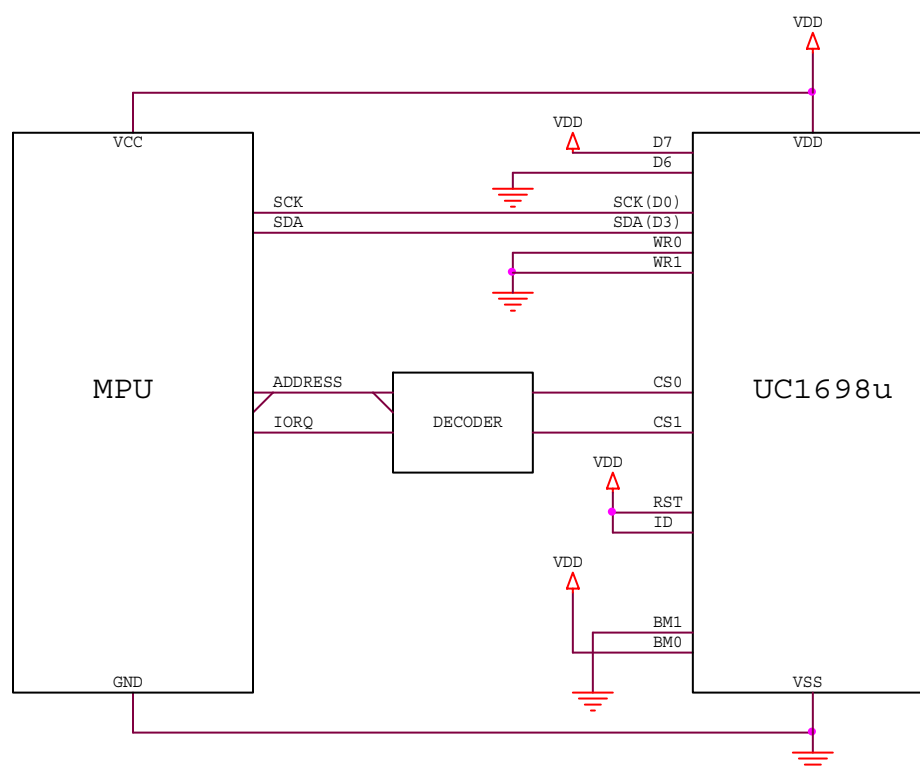 VDD
VCC
VDD
D7
VDD
D6
SCK
SCK(D0)
SDA
SDA(D3)
WR0
WR1
ADDRESS
CS0
MPU
UC1698u
IORQ
DECODER
CS1
VDD
RST
ID
VDD
BM1
BM0
GND
VSS